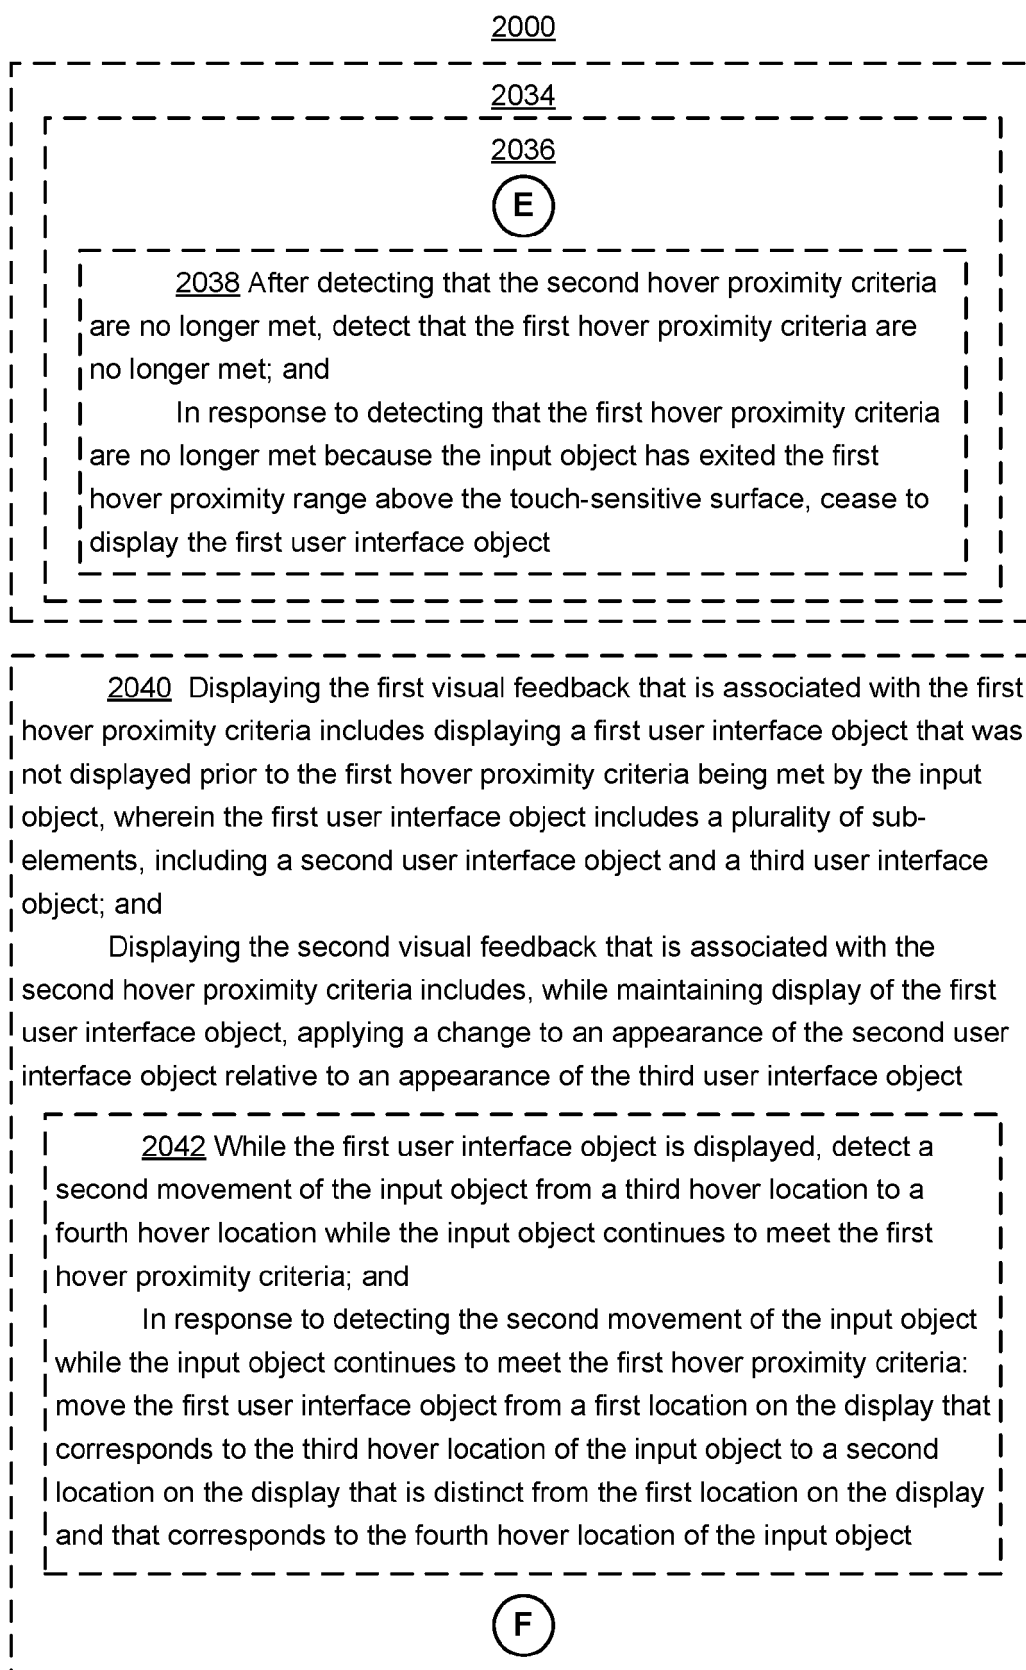 2000
2034
2036
E
2038 After detecting that the second hover proximity criteria
are no longer met, detect that the first hover proximity criteria are
no longer met; and
In response to detecting that the first hover proximity criteria
are no longer met because the input object has exited the first
hover proximity range above the touch-sensitive surface, cease to
display the first user interface object
2040 Displaying the first visual feedback that is associated with the first
hover proximity criteria includes displaying a first user interface object that was
not displayed prior to the first hover proximity criteria being met by the input
object, wherein the first user interface object includes a plurality of sub-
elements, including a second user interface object and a third user interface
object; and
Displaying the second visual feedback that is associated with the
second hover proximity criteria includes, while maintaining display of the first
user interface object, applying a change to an appearance of the second user
interface object relative to an appearance of the third user interface object
2042 While the first user interface object is displayed, detect a
second movement of the input object from a third hover location to a
fourth hover location while the input object continues to meet the first
hover proximity criteria; and
In response to detecting the second movement of the input object
while the input object continues to meet the first hover proximity criteria:
move the first user interface object from a first location on the display that
corresponds to the third hover location of the input object to a second
location on the display that is distinct from the first location on the display
and that corresponds to the fourth hover location of the input object
F